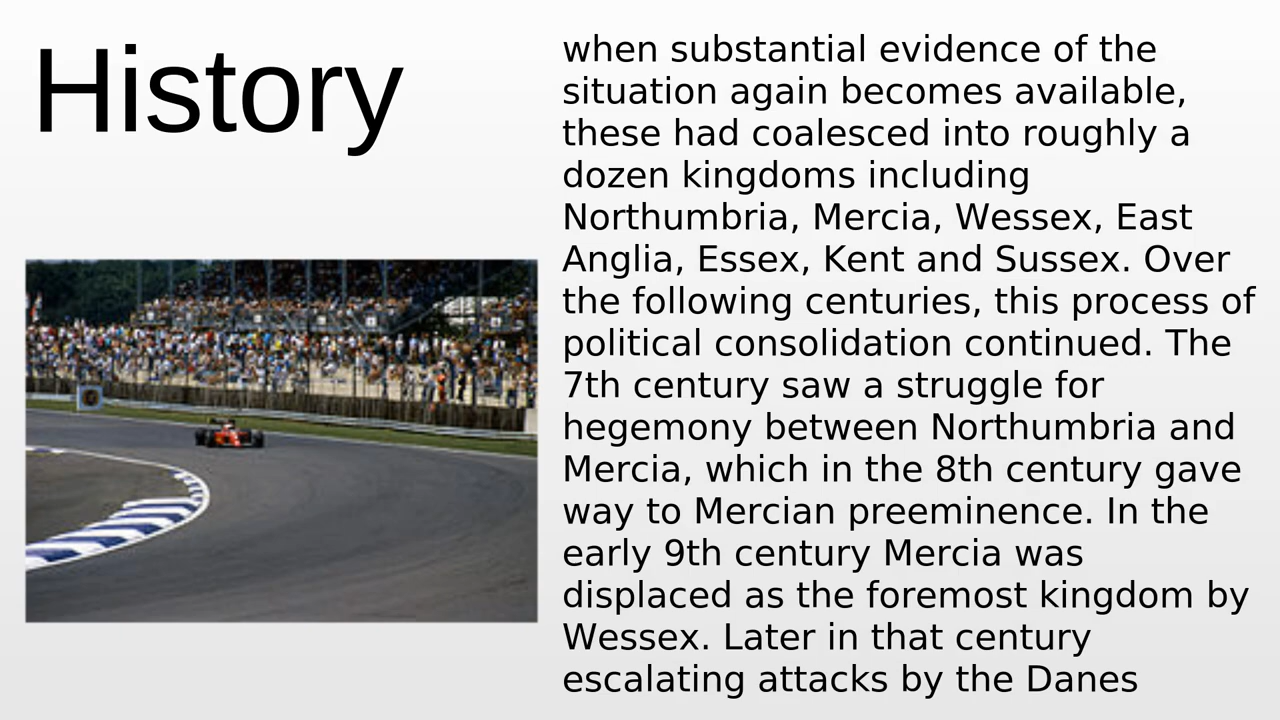 History
when substantial evidence of the
situation again becomes available,
these had coalesced into roughly a
dozen kingdoms including
Northumbria, Mercia, Wessex, East
Anglia, Essex, Kent and Sussex. Over
the following centuries, this process of
political consolidation continued. The
7th century saw a struggle for
hegemony between Northumbria and
Mercia, which in the 8th century gave
way to Mercian preeminence. In the
early 9th century Mercia was
displaced as the foremost kingdom by
Wessex. Later in that century
escalating attacks by the Danes